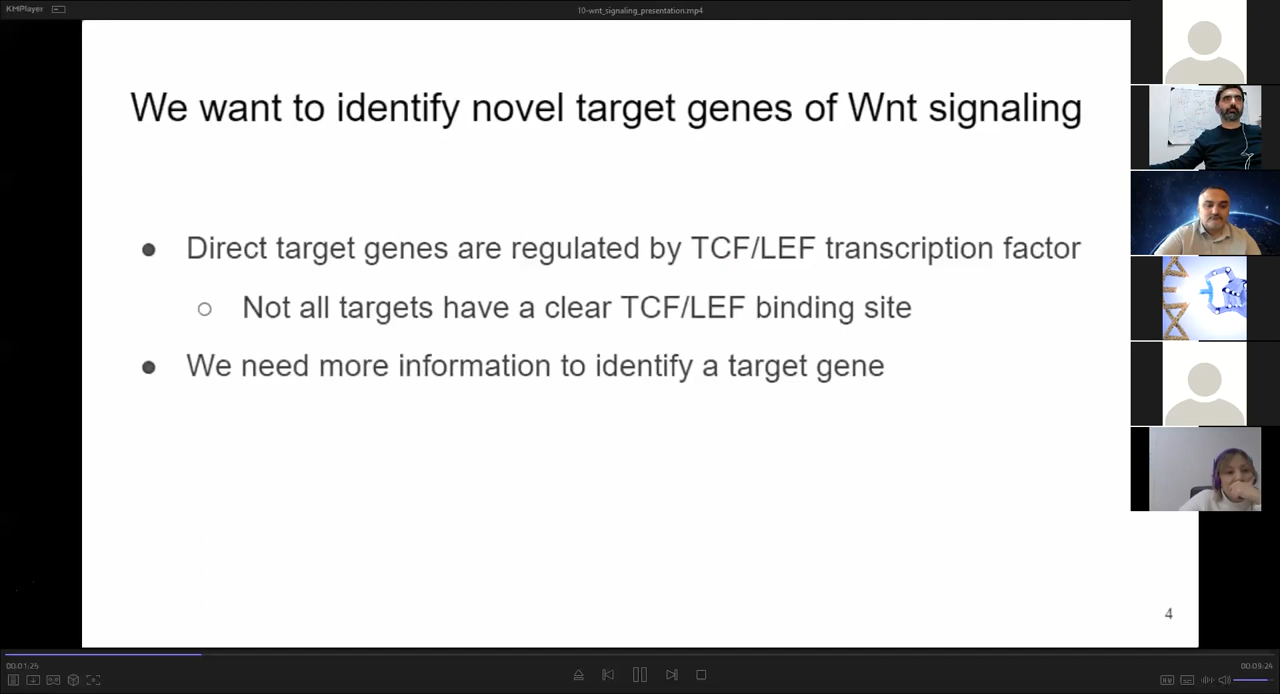 KMPlayer
10-wnt_signaling_presentation.mp4
We want to identify novel target genes of Wnt signaling
● Direct target genes are regulated by TCF/LEF transcription factor
○ Not all targets have a clear TCF/LEF binding site
● We need more information to identify a target gene
4
00:01:25
00:09:24